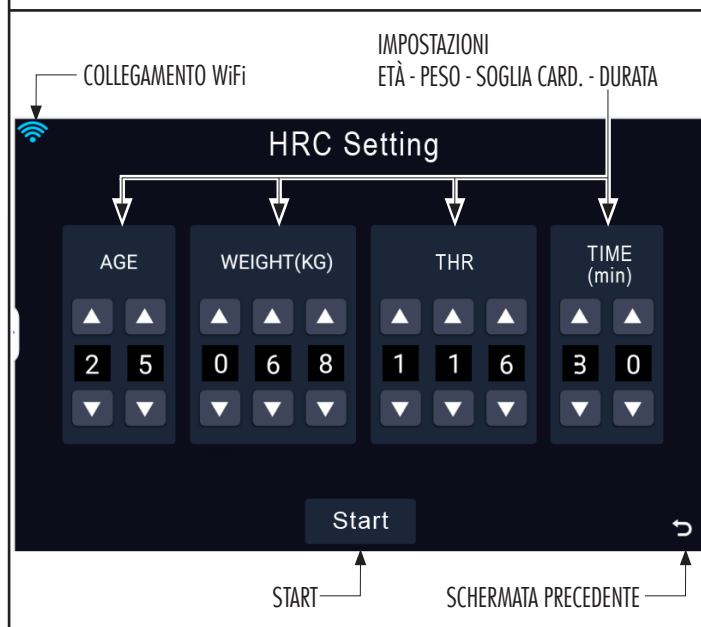 IMPOSTAZIONI
COLLEGAMENTO WiFi
ETÀ - PESO - SOGLIA CARD. - DURATA
HRC Setting
AGE
WEIGHT(KG)
THR
TIME
(min)
2 5
0 6 8
1 1 6
3 0
Start
START
SCHERMATA PRECEDENTE